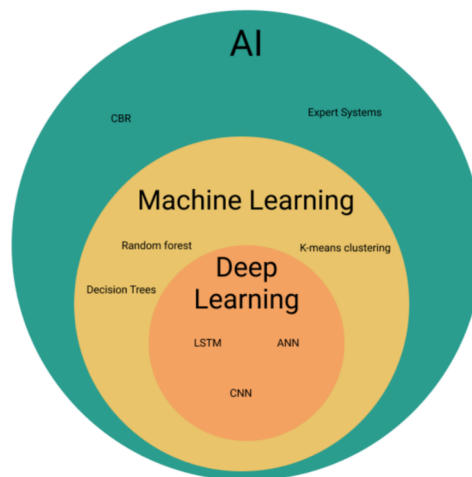 AI
CBR
Expert Systems
Machine Learning
Random forest
K-means clustering
Deep
Learning
Decision Trees
LSTM
ANN
CNN